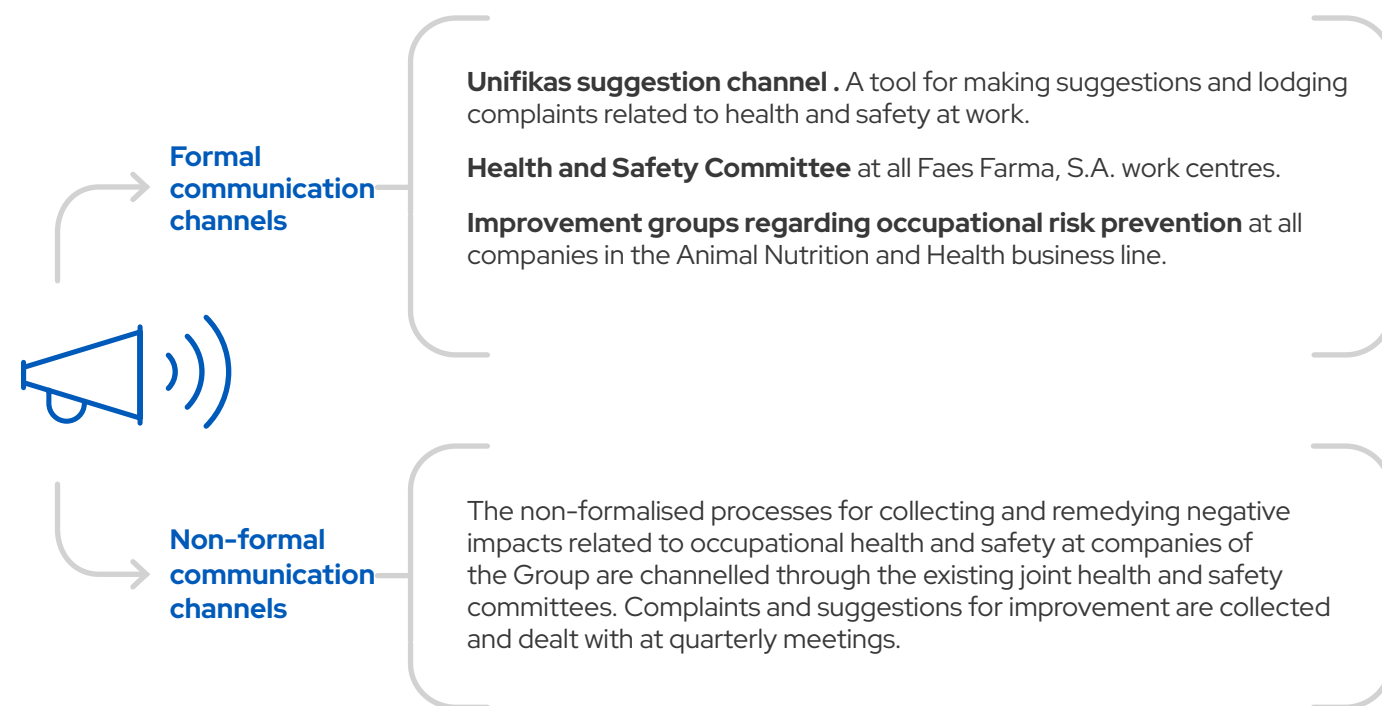 Formal
communication
channels
Unifikas suggestion channel . A tool for making suggestions and lodging
complaints related to health and safety at work.
Health and Safety Committee at all Faes Farma, S.A. work centres.
Improvement groups regarding occupational risk prevention at all
companies in the Animal Nutrition and Health business line.
Non-formal
communication
channels
The non-formalised processes for collecting and remedying negative
impacts related to occupational health and safety at companies of
the Group are channelled through the existing joint health and safety
committees. Complaints and suggestions for improvement are collected
and dealt with at quarterly meetings.